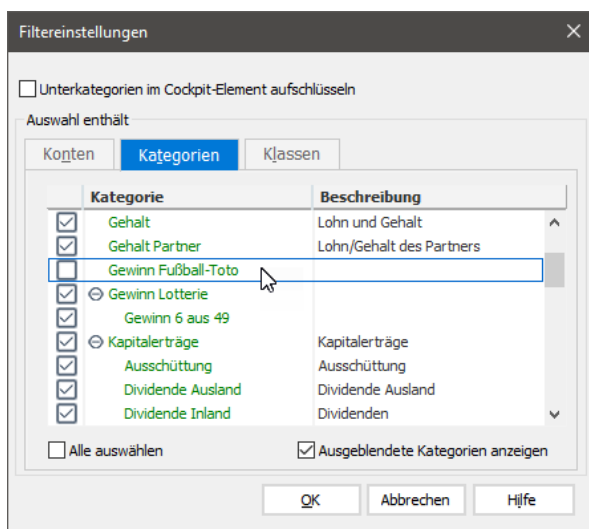 Filtereinstellungen
Unterkategorien im Cockpit-Element aufschlüsseln
Auswahl enthält
Konten Kategorien Klassen
Kategorie Beschreibung
Gehalt Lohn und Gehalt
Gehalt Partner Lohn/Gehalt des Partners
Gewinn Fußball-Toto
Gewinn Lotterie
Gewinn 6 aus 49
Kapitalerträge Kapitalerträge
Ausschüttung Ausschüttung
Dividende Ausland Dividende Ausland
Dividende Inland Dividenden
Alle auswählen Ausgeblendete Kategorien anzeigen
OK Abbrechen Hilfe